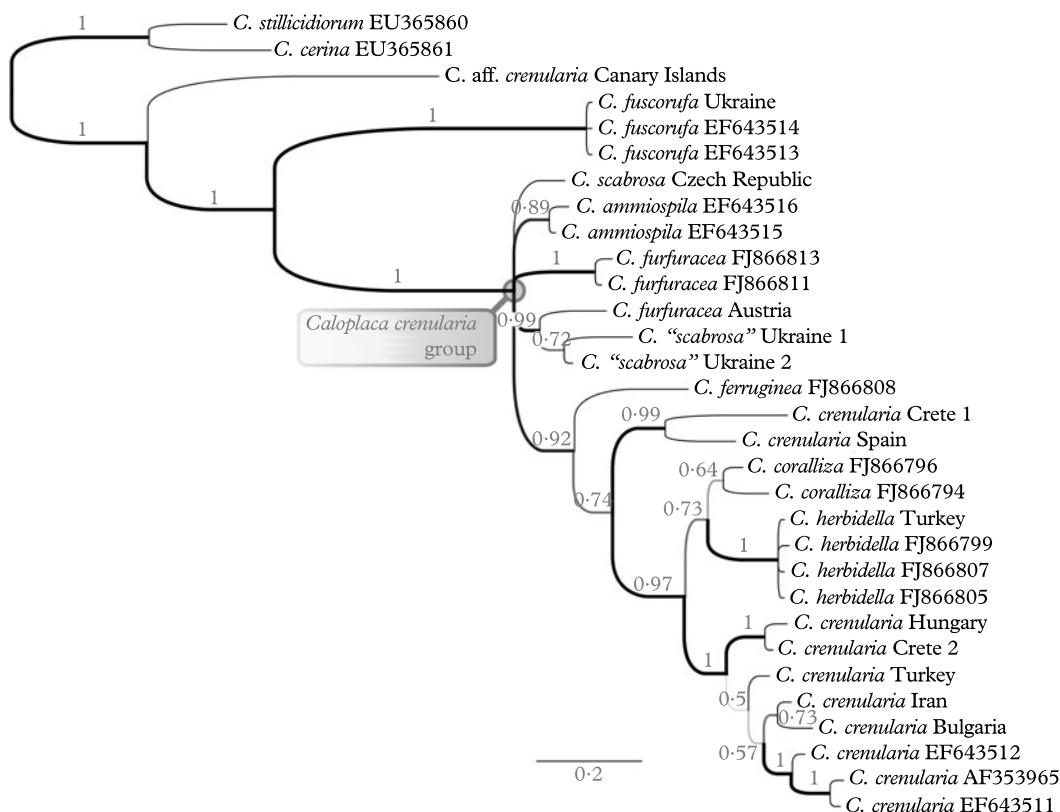 1
C. stillicidiorum EU365860
C. cerina EU365861
C. aff. crenularia Canary Islands
1
C. fuscorufa Ukraine
1
C. fuscorufa EF643514
C. fuscorufa EF643513
C. scabrosa Czech Republic
1
0·89
C. ammiospila EF643516
C. ammiospila EF643515
1
C. furfuracea FJ866813
1
C. furfuracea FJ866811
Caloplaca crenularia
group
0·99
C. furfuracea Austria
0·72
C. “scabrosa” Ukraine 1
C. “scabrosa” Ukraine 2
C. ferruginea FJ866808
0·99
C. crenularia Crete 1
0·92
C. crenularia Spain
0·64
C. coralliza FJ866796
0·74
C. coralliza FJ866794
0·73
C. herbidella Turkey
1
C. herbidella FJ866799
C. herbidella FJ866807
0·97
C. herbidella FJ866805
1
C. crenularia Hungary
C. crenularia Crete 2
1
C. crenularia Turkey
0·5
C. crenularia Iran
0·73
C. crenularia Bulgaria
0·57
C. crenularia EF643512
1
1
C. crenularia AF353965
C. crenularia EF643511
0·2